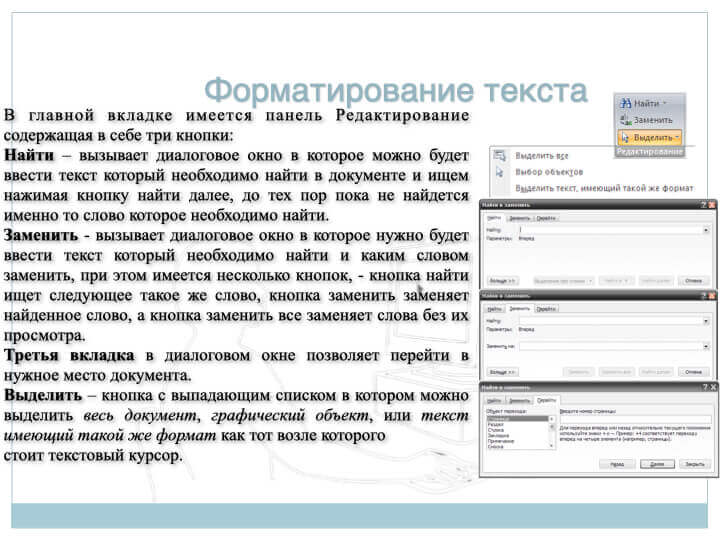 Форматирование текста
В главной вкладке имеется панель Редактирование
содержащая в себе три кнопки:
Найти – вызывает диалоговое окно в которое можно будет
ввести текст который необходимо найти в документе и ищем
нажимая кнопку найти далее, до тех пор пока не найдется
именно то слово которое необходимо найти.
Заменить - вызывает диалоговое окно в которое нужно будет
ввести текст который необходимо найти и каким словом
заменить, при этом имеется несколько кнопок, - кнопка найти
ищет следующее такое же слово, кнопка заменить заменяет
найденное слово, а кнопка заменить все заменяет слова без их
просмотра.
Третья вкладка в диалоговом окне позволяет перейти в
нужное место документа.
Выделить – кнопка с выпадающим списком в котором можно
выделить весь документ, графический объект, или текст
имеющий такой же формат как тот возле которого
стоит текстовый курсор.
Найти
Заменить
Выделить
Редактирование
Выделить все
Выбор объектов
Выделить текст, имеющий такой же формат
Найти и заменить
Найти Заменить Перейти
Найти:
Параметры: Вперед
Больше >> Найти далее Отмена
Найти и заменить
Найти Заменить Перейти
Найти:
Параметры: Вперед
Заменить на:
Больше >> Заменить Заменить все Найти далее Отмена
Найти и заменить
Найти Заменить Перейти
Объект перехода: Введите номер страницы:
Страница
Раздел
Строка
Закладка
Примечание
Сноска
Для перехода вперед или назад относительно текущего положения
используйте знаки + и –. Пример: +4 соответствует переходу
вперед на четыре элемента (например, страницы).
Назад Далее Закрыть